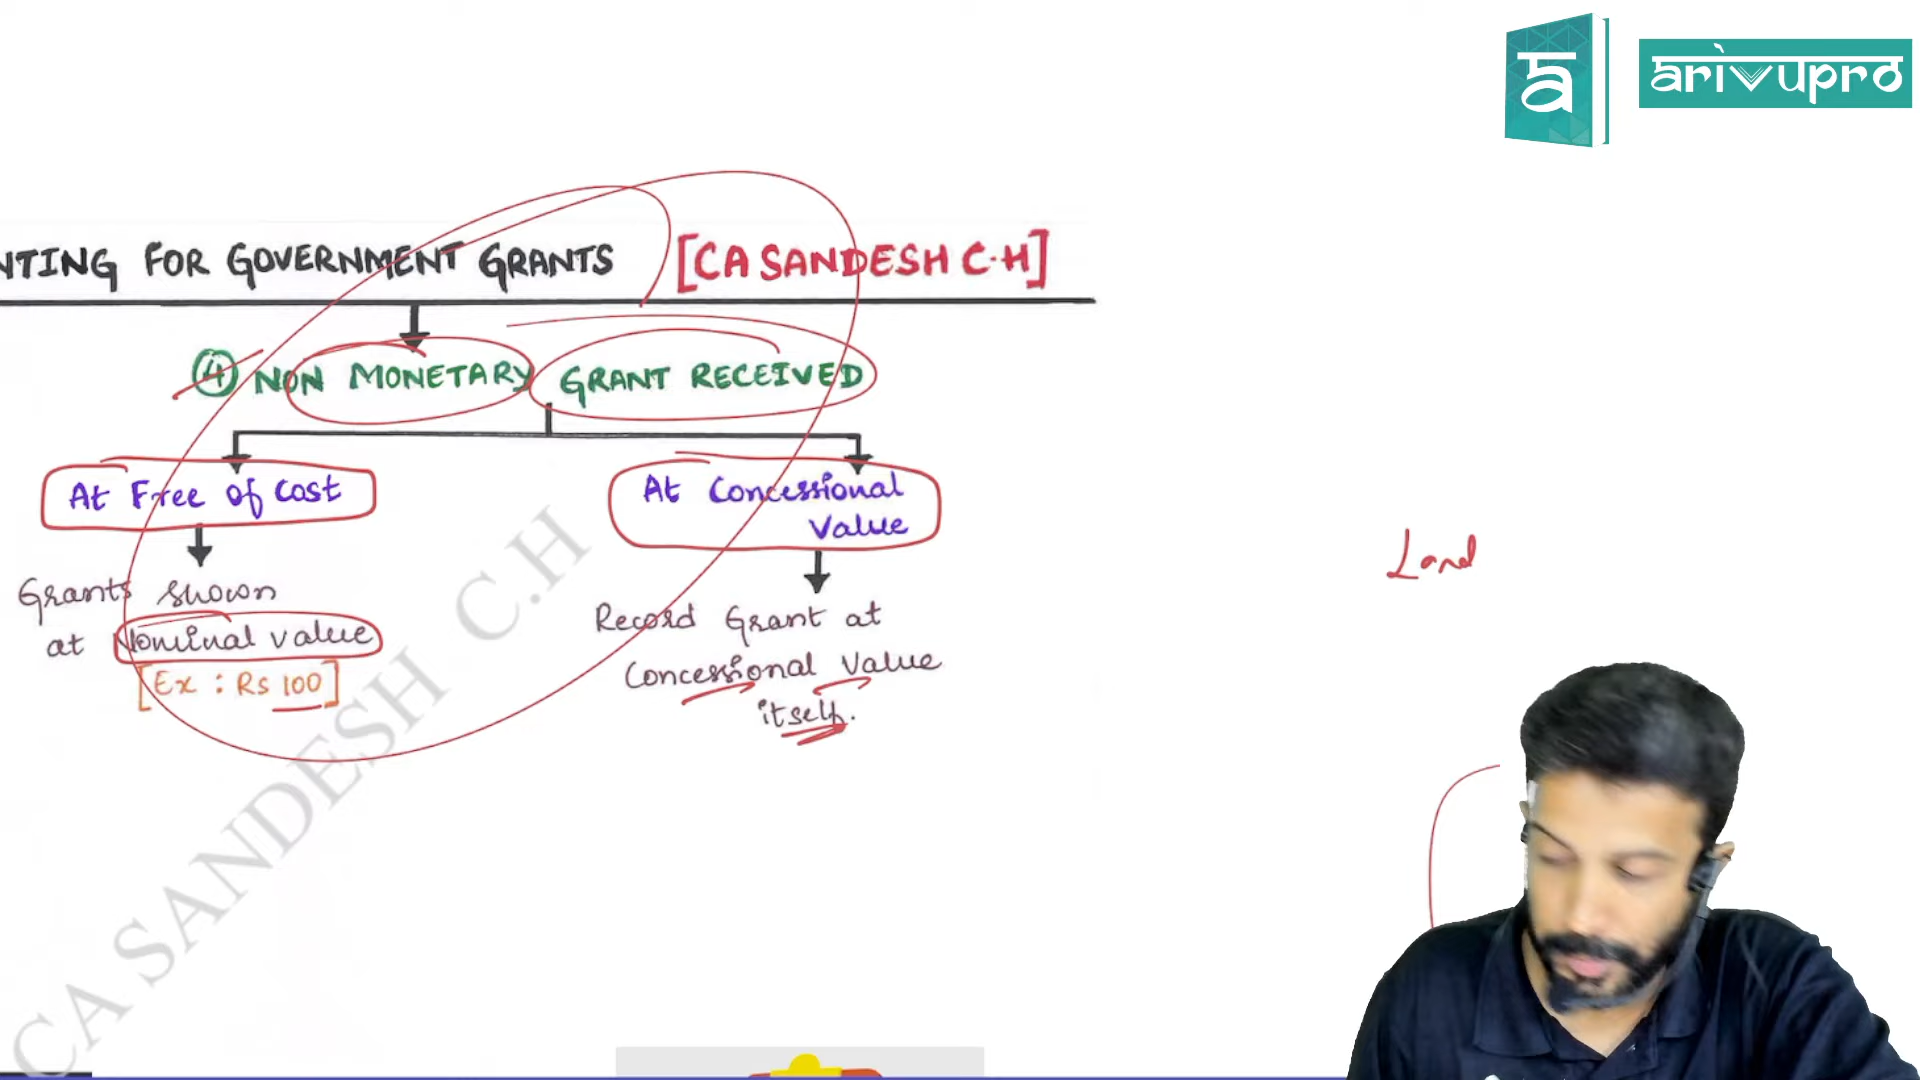 a arivupro
NTING FOR GOVERNMENT GRANTS [CA SANDESH C.H]
④ NON MONETARY GRANT RECEIVED
At Free Of Cost
At Concessional
Value
Grants shown
at Nominal value
[Ex : Rs 100]
Record Grant at
Concessional Value
itself.
Land
CA SANDESH C.H